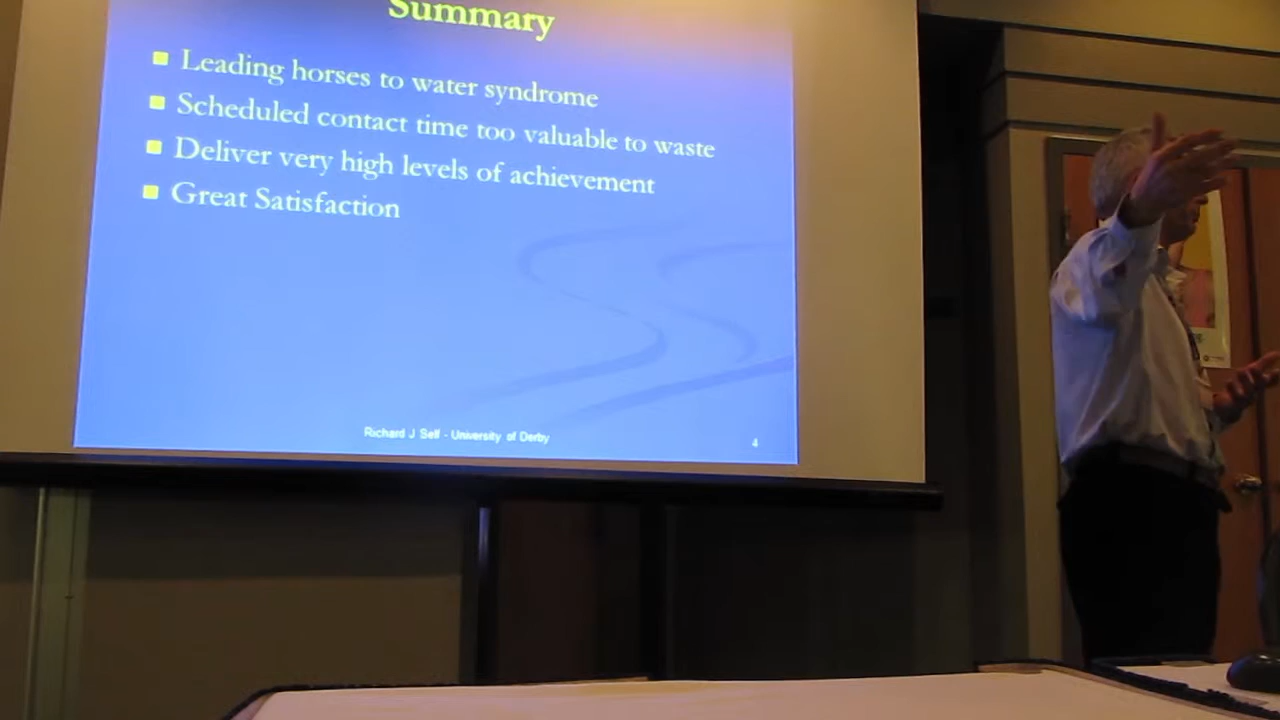 Summary
Leading horses to water syndrome
Scheduled contact time too valuable to waste
Deliver very high levels of achievement
Great Satisfaction
Richard J Self - University of Derby
4